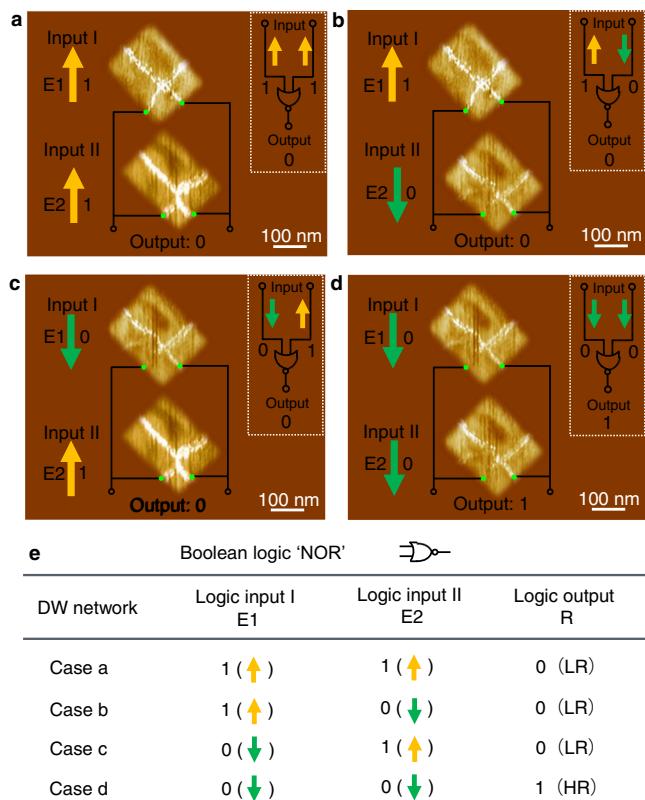 a
Input I
E1 1
Input II
E2 1
Output: 0
100 nm
Input
1 1
Output
0
b
Input I
E1 1
Input II
E2 0
Output: 0
100 nm
Input
1 0
Output
0
c
Input I
E1 0
Input II
E2 1
Output: 0
100 nm
Input
0 1
Output
0
d
Input I
E1 0
Input II
E2 0
Output: 1
100 nm
Input
0 0
Output
1
e
Boolean logic ‘NOR’
DW network Logic input I E1 Logic input II E2 Logic output R
Case a 1 (↑) 1 (↑) 0 (LR)
Case b 1 (↑) 0 (↓) 0 (LR)
Case c 0 (↓) 1 (↑) 0 (LR)
Case d 0 (↓) 0 (↓) 1 (HR)